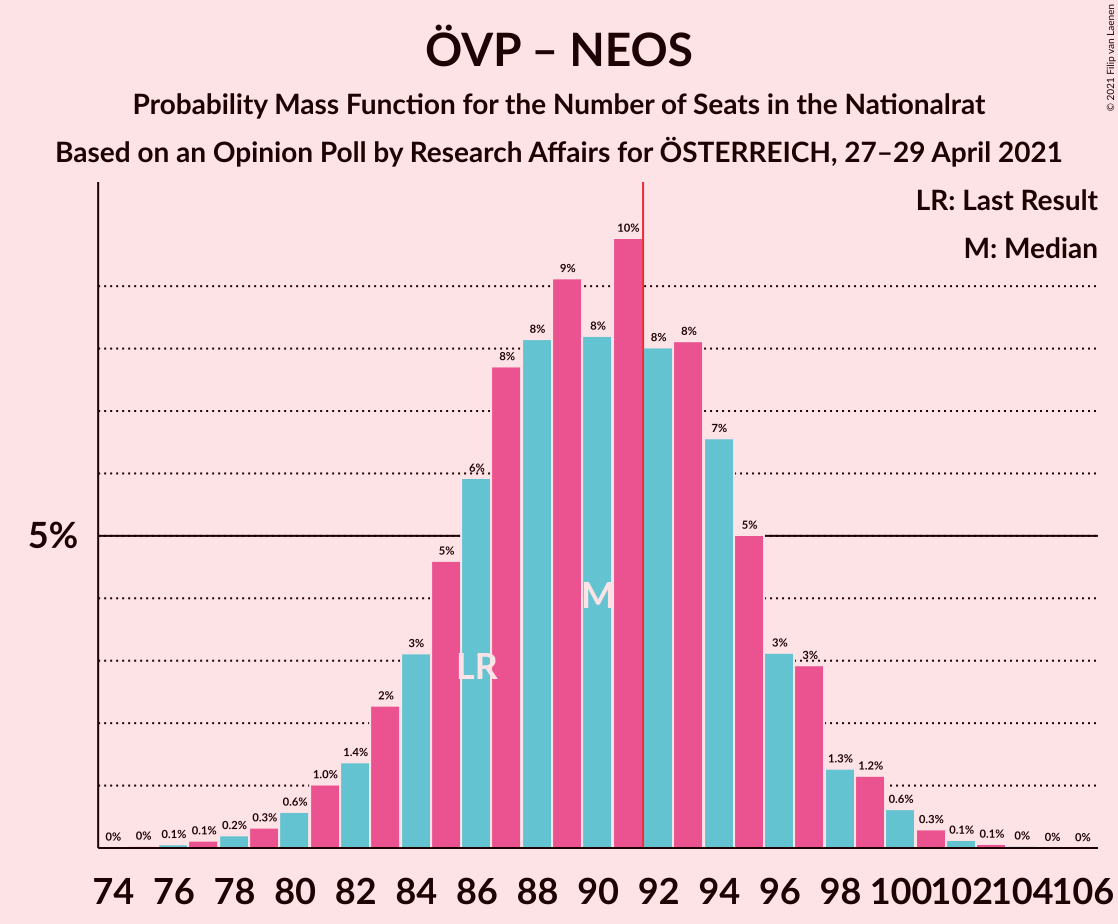 ÖVP – NEOS
Probability Mass Function for the Number of Seats in the Nationalrat
Based on an Opinion Poll by Research Affairs for ÖSTERREICH, 27–29 April 2021
© 2021 Filip van Laenen
LR: Last Result
M: Median
5%
0% 0% 0.1% 0.1% 0.2% 0.3% 0.6% 1.0% 1.4% 2% 3% 5% 6% 8% 8% 9% 8% 10% 8% 8% 7% 5% 3% 3% 1.3% 1.2% 0.6% 0.3% 0.1% 0.1% 0% 0% 0%
M
LR
74 76 78 80 82 84 86 88 90 92 94 96 98 100 102 104 106